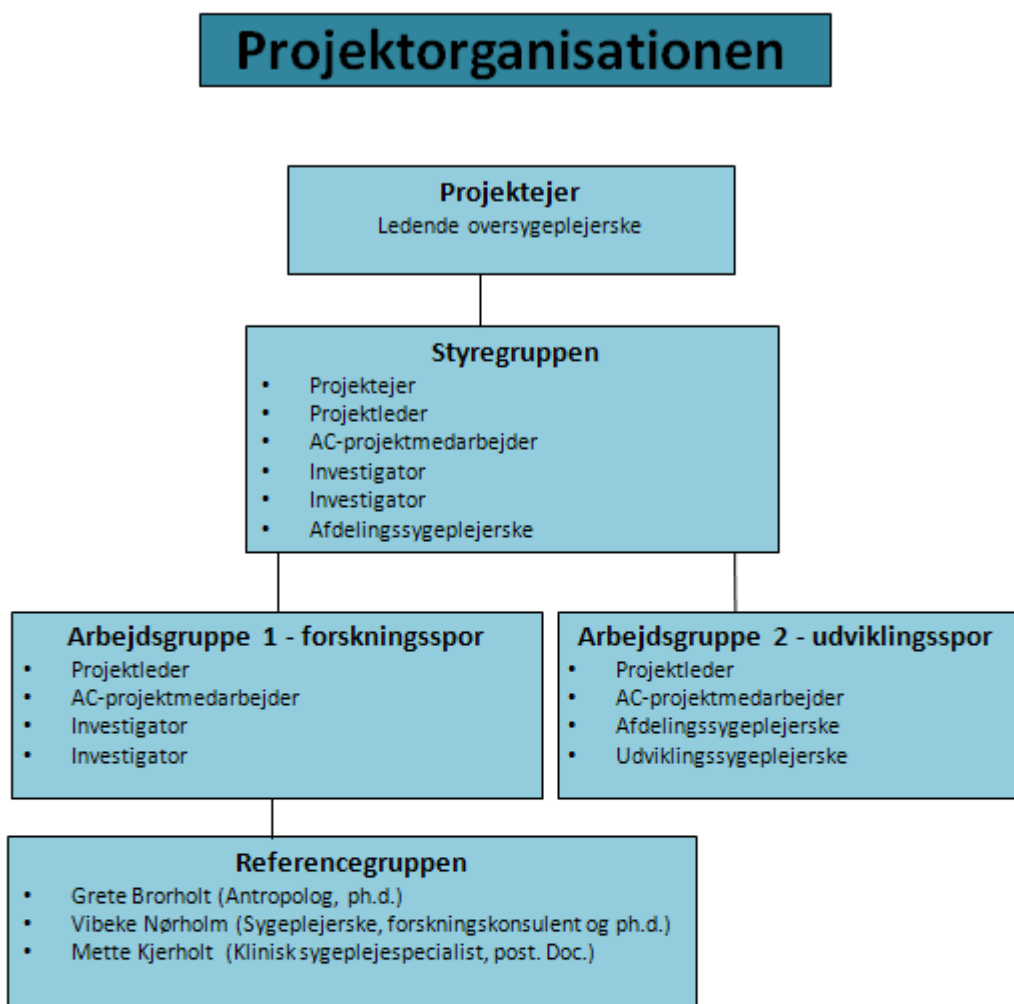 Projektorganisationen
Projektejer
Ledende oversygeplejerske
Styregruppen
• Projektejer
• Projektleder
• AC-projektmedarbejder
• Investigator
• Investigator
• Afdelingssygeplejerske
Arbejdsgruppe 1 - forskningsspor
• Projektleder
• AC-projektmedarbejder
• Investigator
• Investigator
Arbejdsgruppe 2 - udviklingsspor
• Projektleder
• AC-projektmedarbejder
• Afdelingssygeplejerske
• Udviklingssygeplejerske
Referencegruppen
• Grete Brorholt (Antropolog, ph.d.)
• Vibeke Nørholm (Sygeplejerske, forskningskonsulent og ph.d.)
• Mette Kjerholt (Klinisk sygeplejespecialist, post. Doc.)